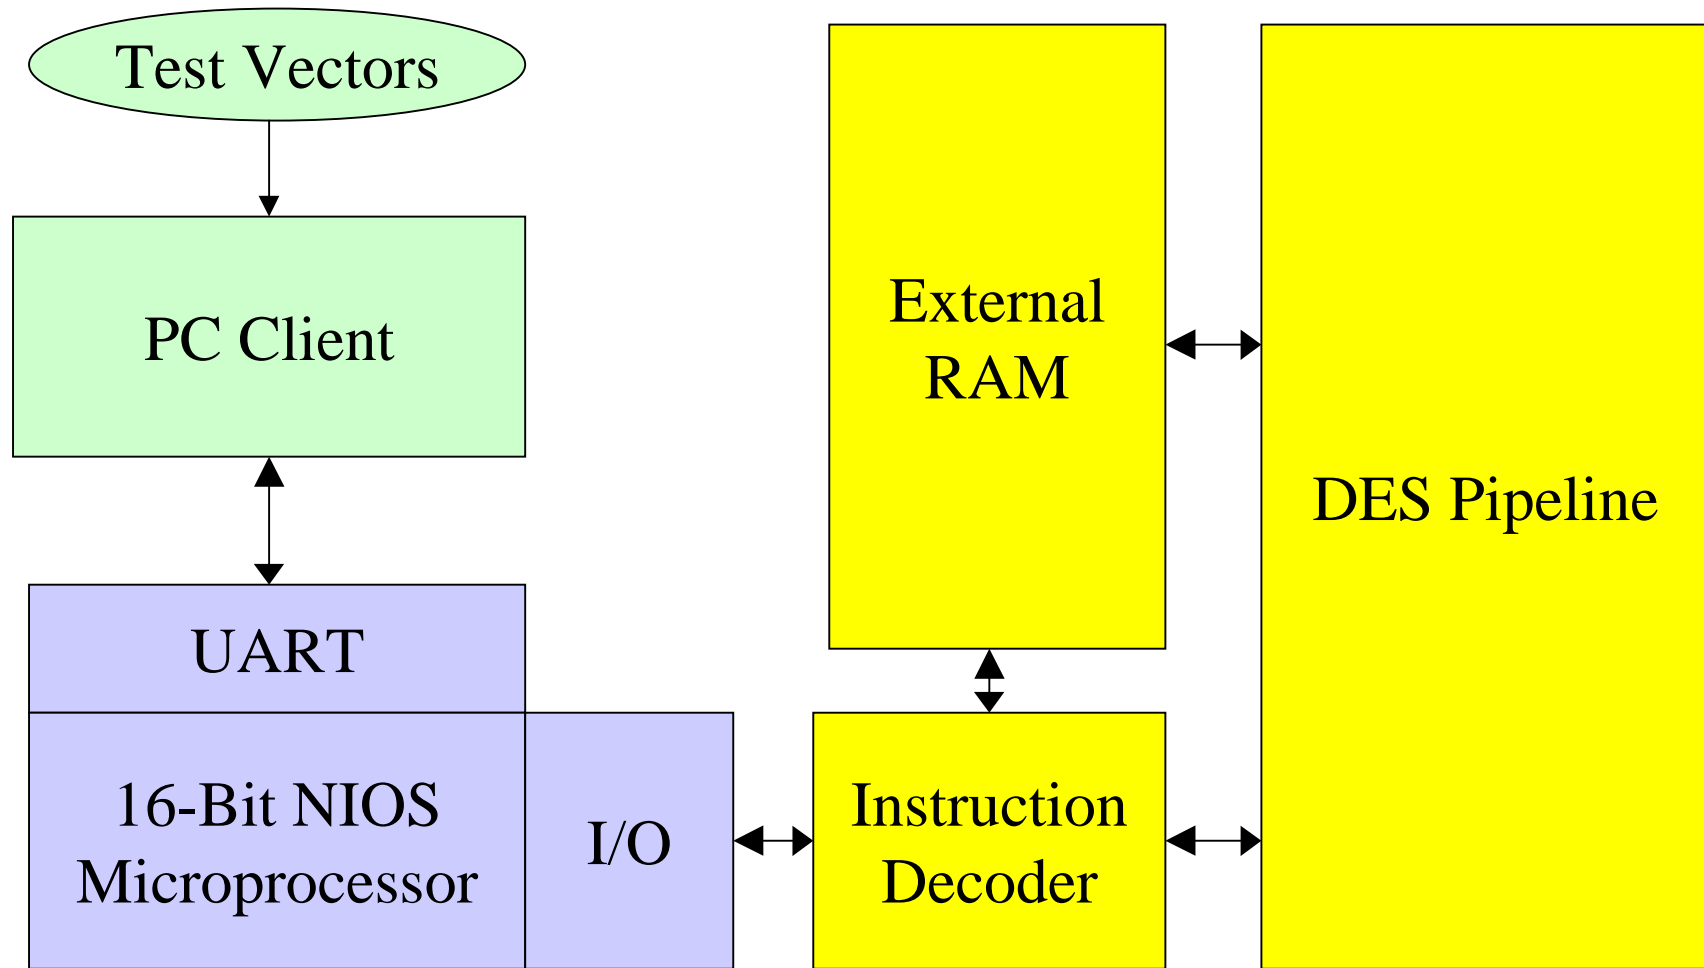 Test Vectors
PC Client
UART
16-Bit NIOS
Microprocessor
I/O
External
RAM
Instruction
Decoder
DES Pipeline